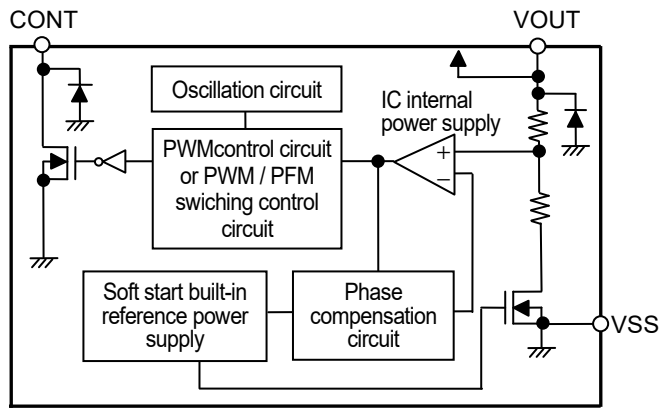 CONT
VOUT
Oscillation circuit
IC internal
power supply
PWMcontrol circuit
or PWM / PFM
swiching control
circuit
+
−
Soft start built-in
reference power
supply
Phase
compensation
circuit
VSS